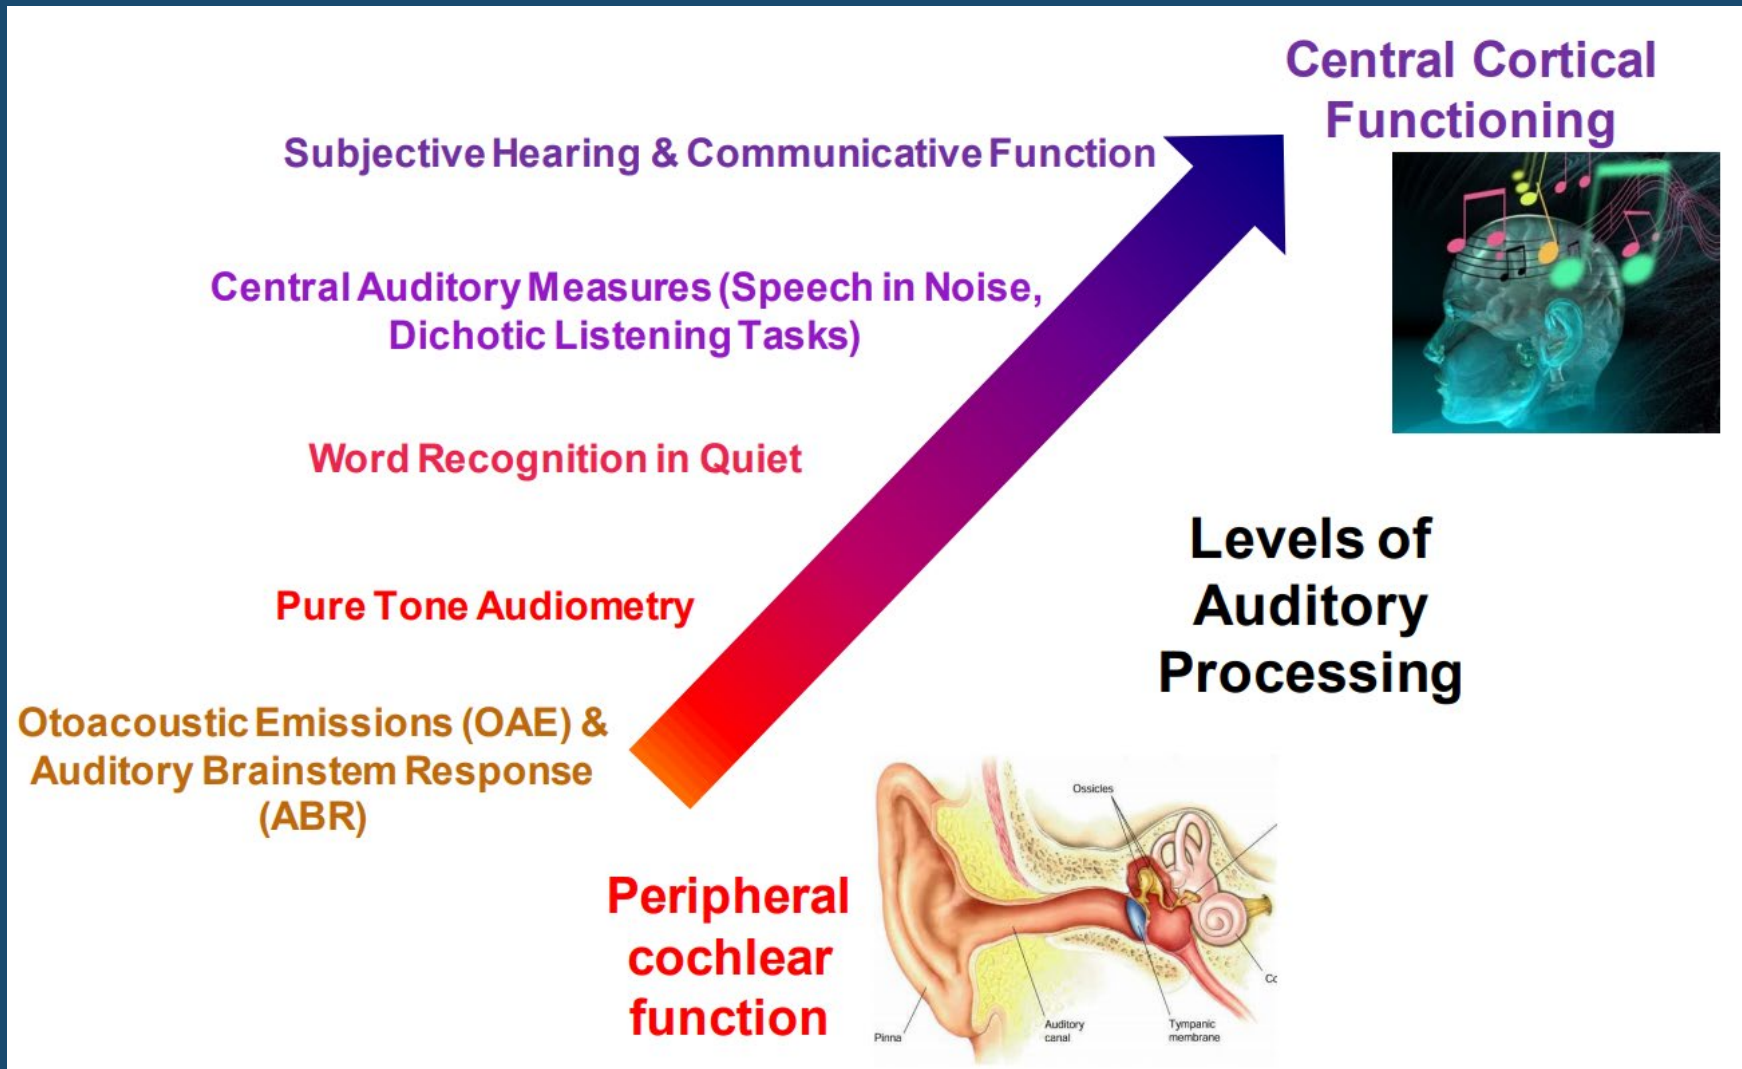 Central Cortical
Functioning
Subjective Hearing & Communicative Function
Central Auditory Measures (Speech in Noise,
Dichotic Listening Tasks)
Word Recognition in Quiet
Levels of
Auditory
Processing
Pure Tone Audiometry
Otoacoustic Emissions (OAE) &
Auditory Brainstem Response
(ABR)
Peripheral
cochlear
function
Ossicles
Co
Pinna
Auditory
canal
Tympanic
membrane